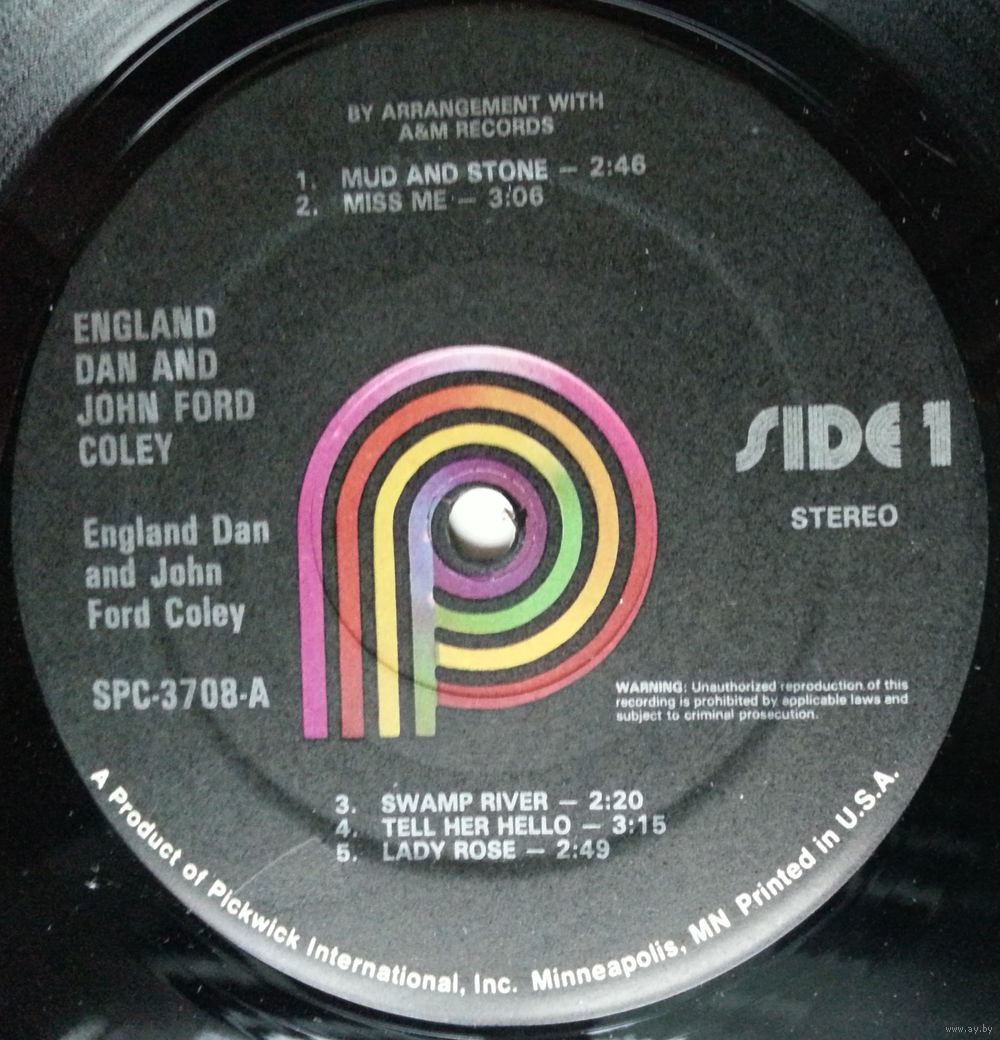 BY ARRANGEMENT WITH
A&M RECORDS
1. MUD AND STONE — 2:46
2. MISS ME — 3:06
ENGLAND
DAN AND
JOHN FORD
COLEY
England Dan
and John
Ford Coley
SPC-3708-A
SIDE 1
STEREO
WARNING: Unauthorized reproduction of this
recording is prohibited by applicable laws and
subject to criminal prosecution.
3. SWAMP RIVER — 2:20
4. TELL HER HELLO — 3:15
5. LADY ROSE — 2:49
A Product of Pickwick International, Inc. Minneapolis, MN Printed in U.S.A.
www.ay.by